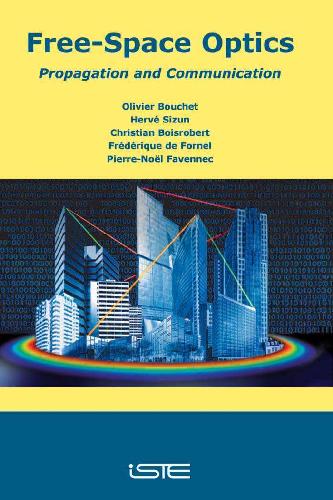 Free-Space Optics
Propagation and Communication
Olivier Bouchet
Hervé Sizun
Christian Boisrobert
Frédérique de Fornel
Pierre-Noël Favennec
iSTE